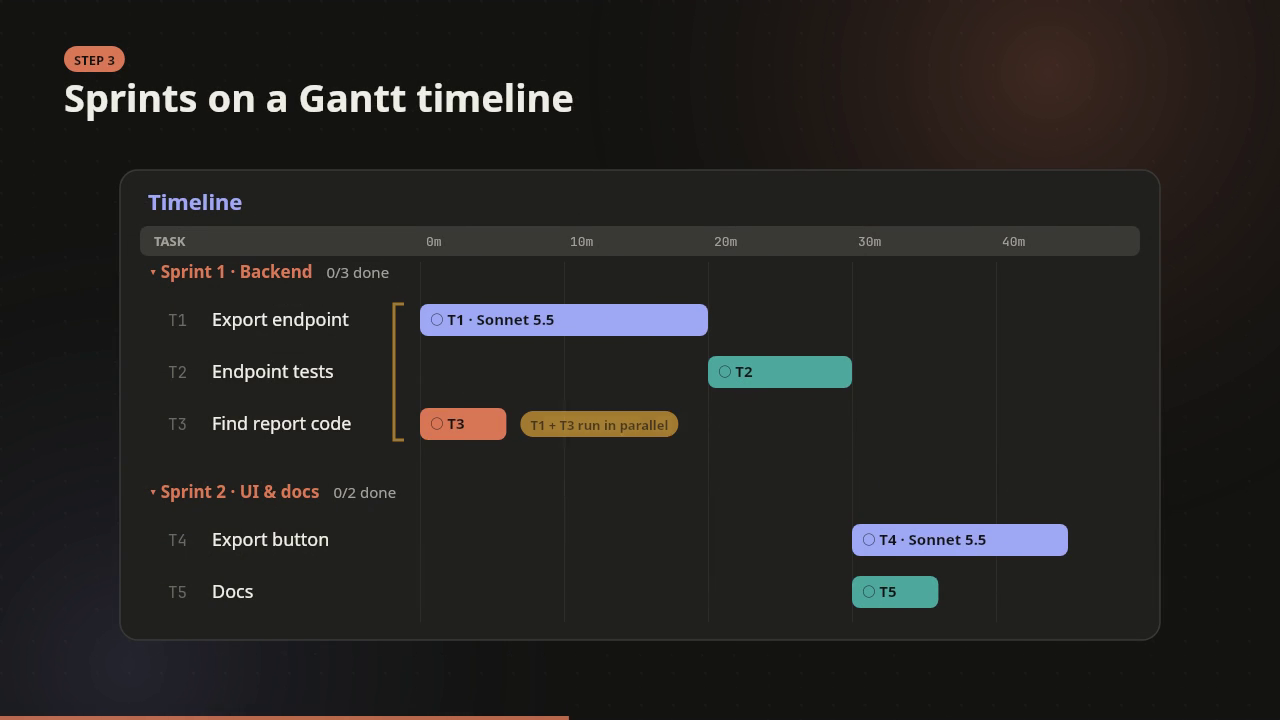 STEP 3
Sprints on a Gantt timeline
Timeline
TASK 0m 10m 20m 30m 40m
▾ Sprint 1 · Backend 0/3 done
T1 Export endpoint T1 · Sonnet 5.5
T2 Endpoint tests T2
T3 Find report code T3 T1 + T3 run in parallel
▾ Sprint 2 · UI & docs 0/2 done
T4 Export button T4 · Sonnet 5.5
T5 Docs T5